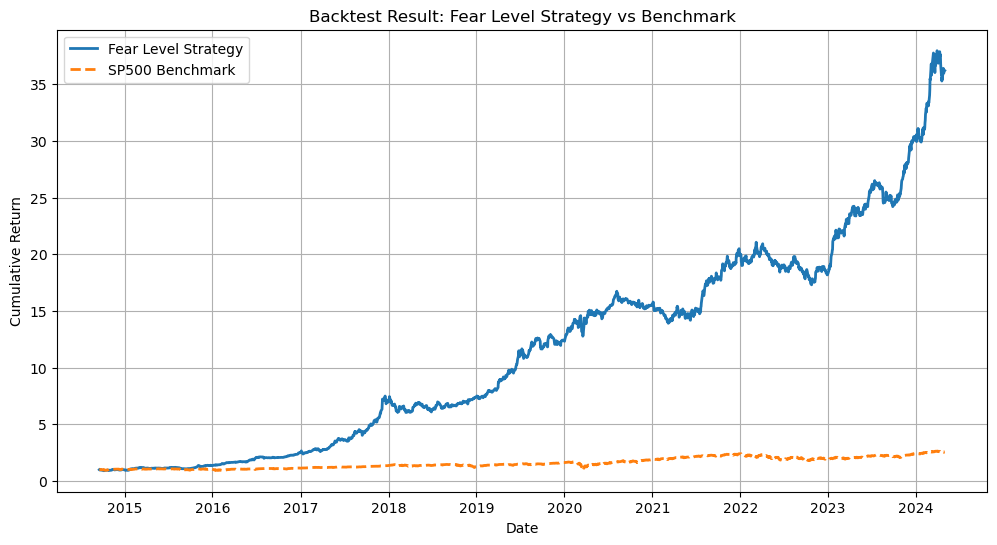 Backtest Result: Fear Level Strategy vs Benchmark
Fear Level Strategy
SP500 Benchmark
Cumulative Return
35
30
25
20
15
10
5
0
2015 2016 2017 2018 2019 2020 2021 2022 2023 2024
Date